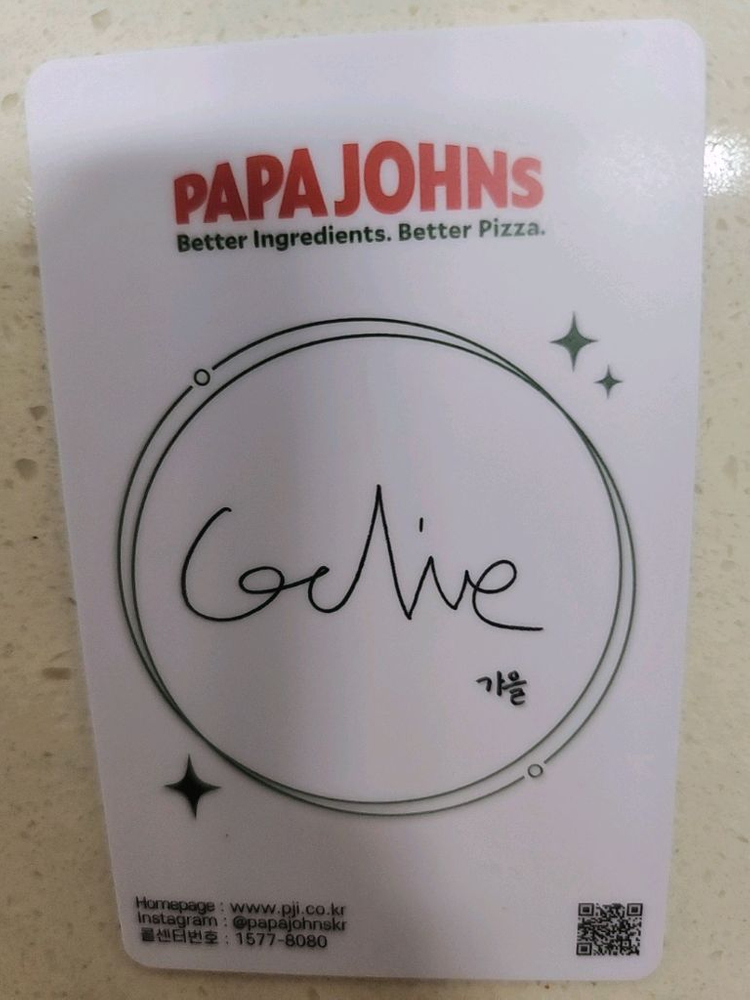 PAPA JOHNS
Better Ingredients. Better Pizza.
가을
Homepage : www.pji.co.kr
Instagram : @papajohnskr
콜센터번호 : 1577-8080